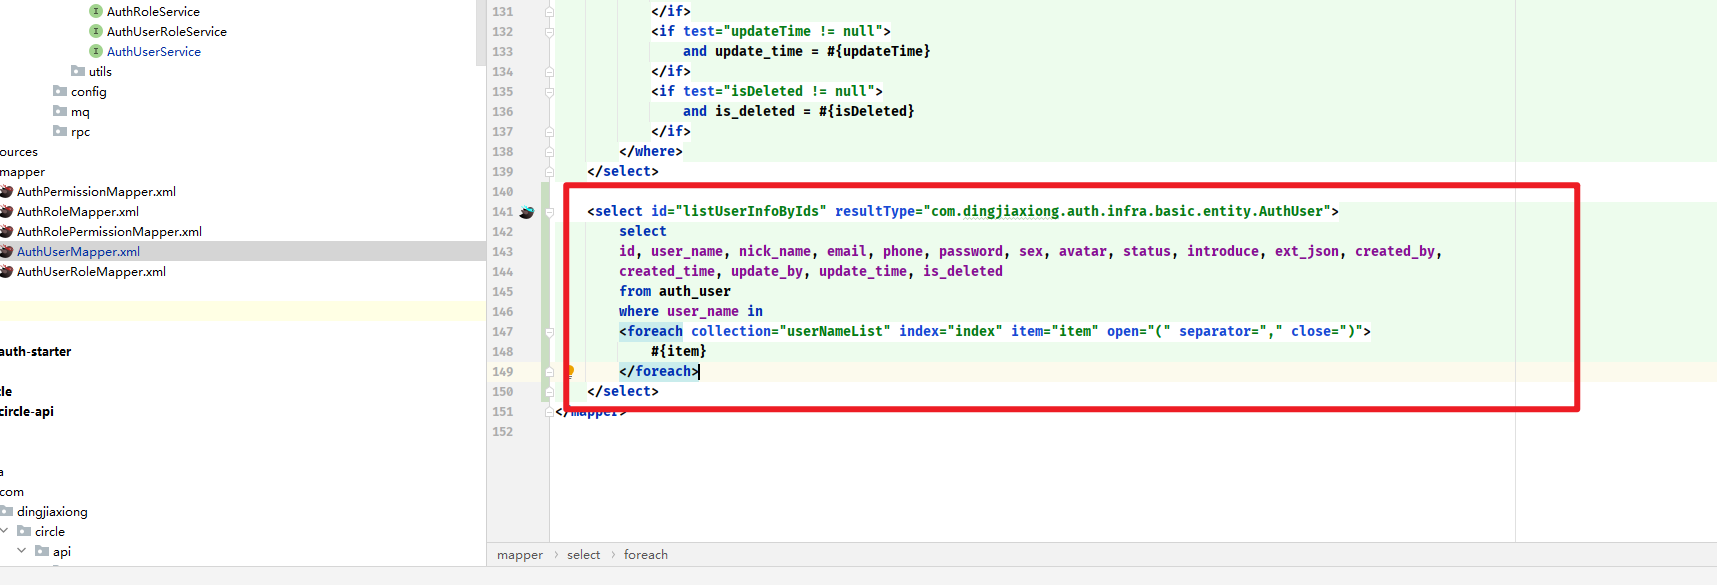 AuthRoleService
AuthUserRoleService
AuthUserService
utils
config
mq
rpc
ources
mapper
AuthPermissionMapper.xml
AuthRoleMapper.xml
AuthRolePermissionMapper.xml
AuthUserMapper.xml
AuthUserRoleMapper.xml
auth-starter
cle
circle-api
a
com
dingjiaxiong
circle
api
131 </if>
132 <if test="updateTime != null">
133 and update_time = #{updateTime}
134 </if>
135 <if test="isDeleted != null">
136 and is_deleted = #{isDeleted}
137 </if>
138 </where>
139 </select>
140
141 <select id="listUserInfoByIds" resultType="com.dingjiaxiong.auth.infra.basic.entity.AuthUser">
142 select
143 id, user_name, nick_name, email, phone, password, sex, avatar, status, introduce, ext_json, created_by,
144 created_time, update_by, update_time, is_deleted
145 from auth_user
146 where user_name in
147 <foreach collection="userNameList" index="index" item="item" open="(" separator="," close=")">
148 #{item}
149 </foreach>
150 </select>
151 </mapper>
152
mapper > select > foreach